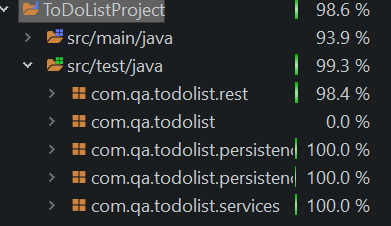 ToDoListProject 98.6 %
src/main/java 93.9 %
src/test/java 99.3 %
com.qa.todolist.rest 98.4 %
com.qa.todolist 0.0 %
com.qa.todolist.persisten 100.0 %
com.qa.todolist.persisten 100.0 %
com.qa.todolist.services 100.0 %